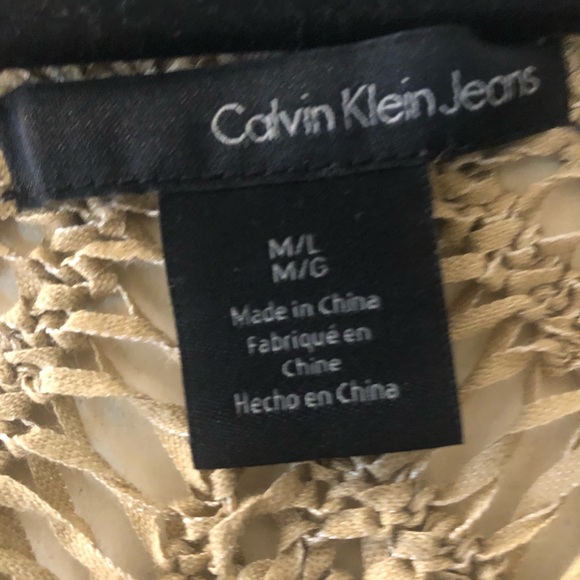 Calvin Klein Jeans
M/L
M/G
Made in China
Fabriqué en
Chine
Hecho en China